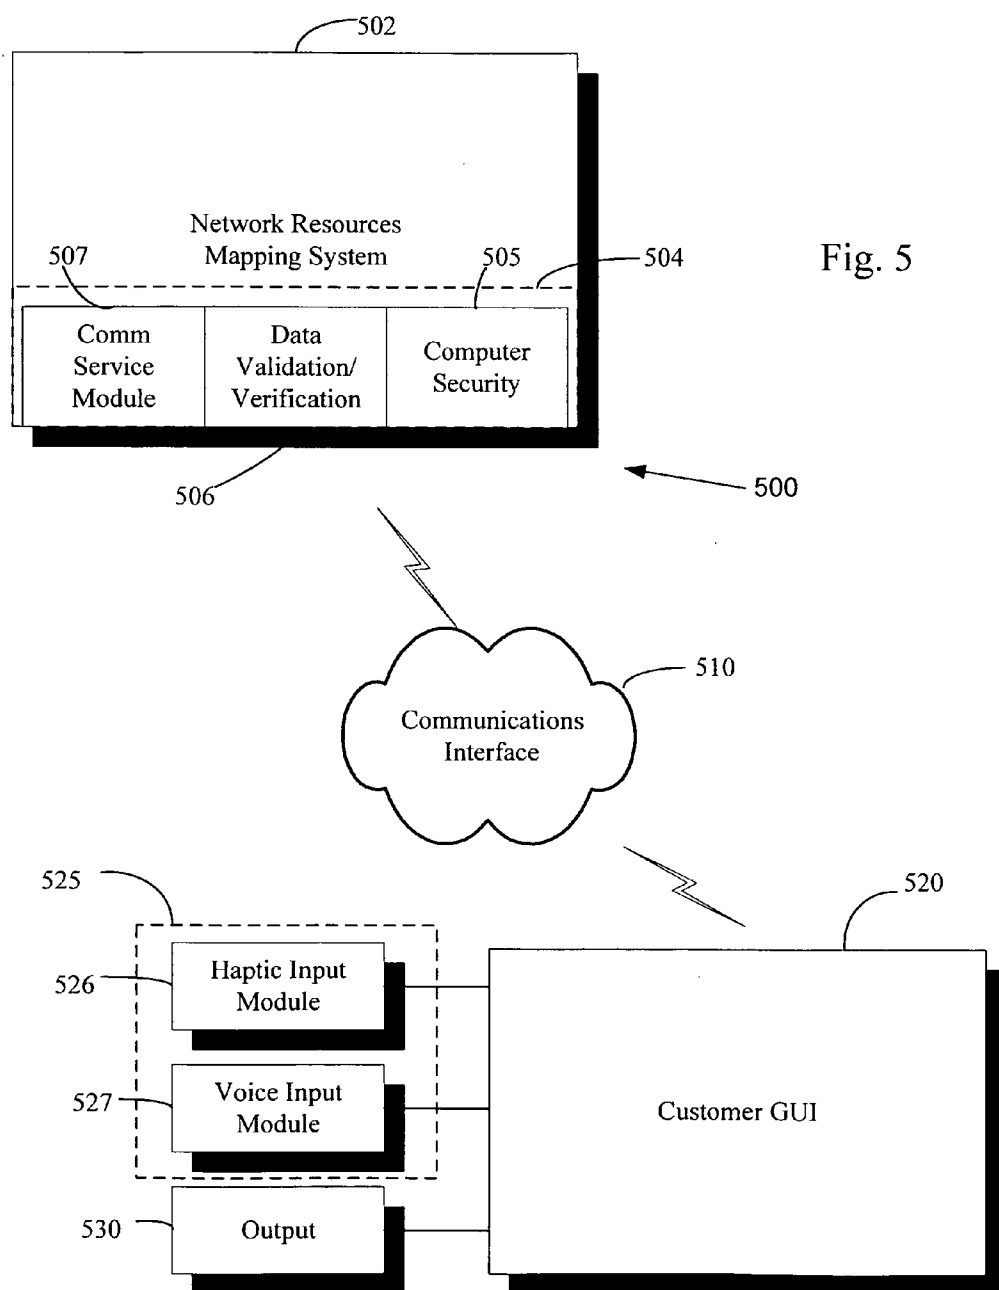 502
Network Resources
Mapping System
507
505
504
Fig. 5
Comm
Service
Module
Data
Validation/
Verification
Computer
Security
506
500
510
Communications
Interface
525
520
526
Haptic Input
Module
527
Voice Input
Module
Customer GUI
530
Output